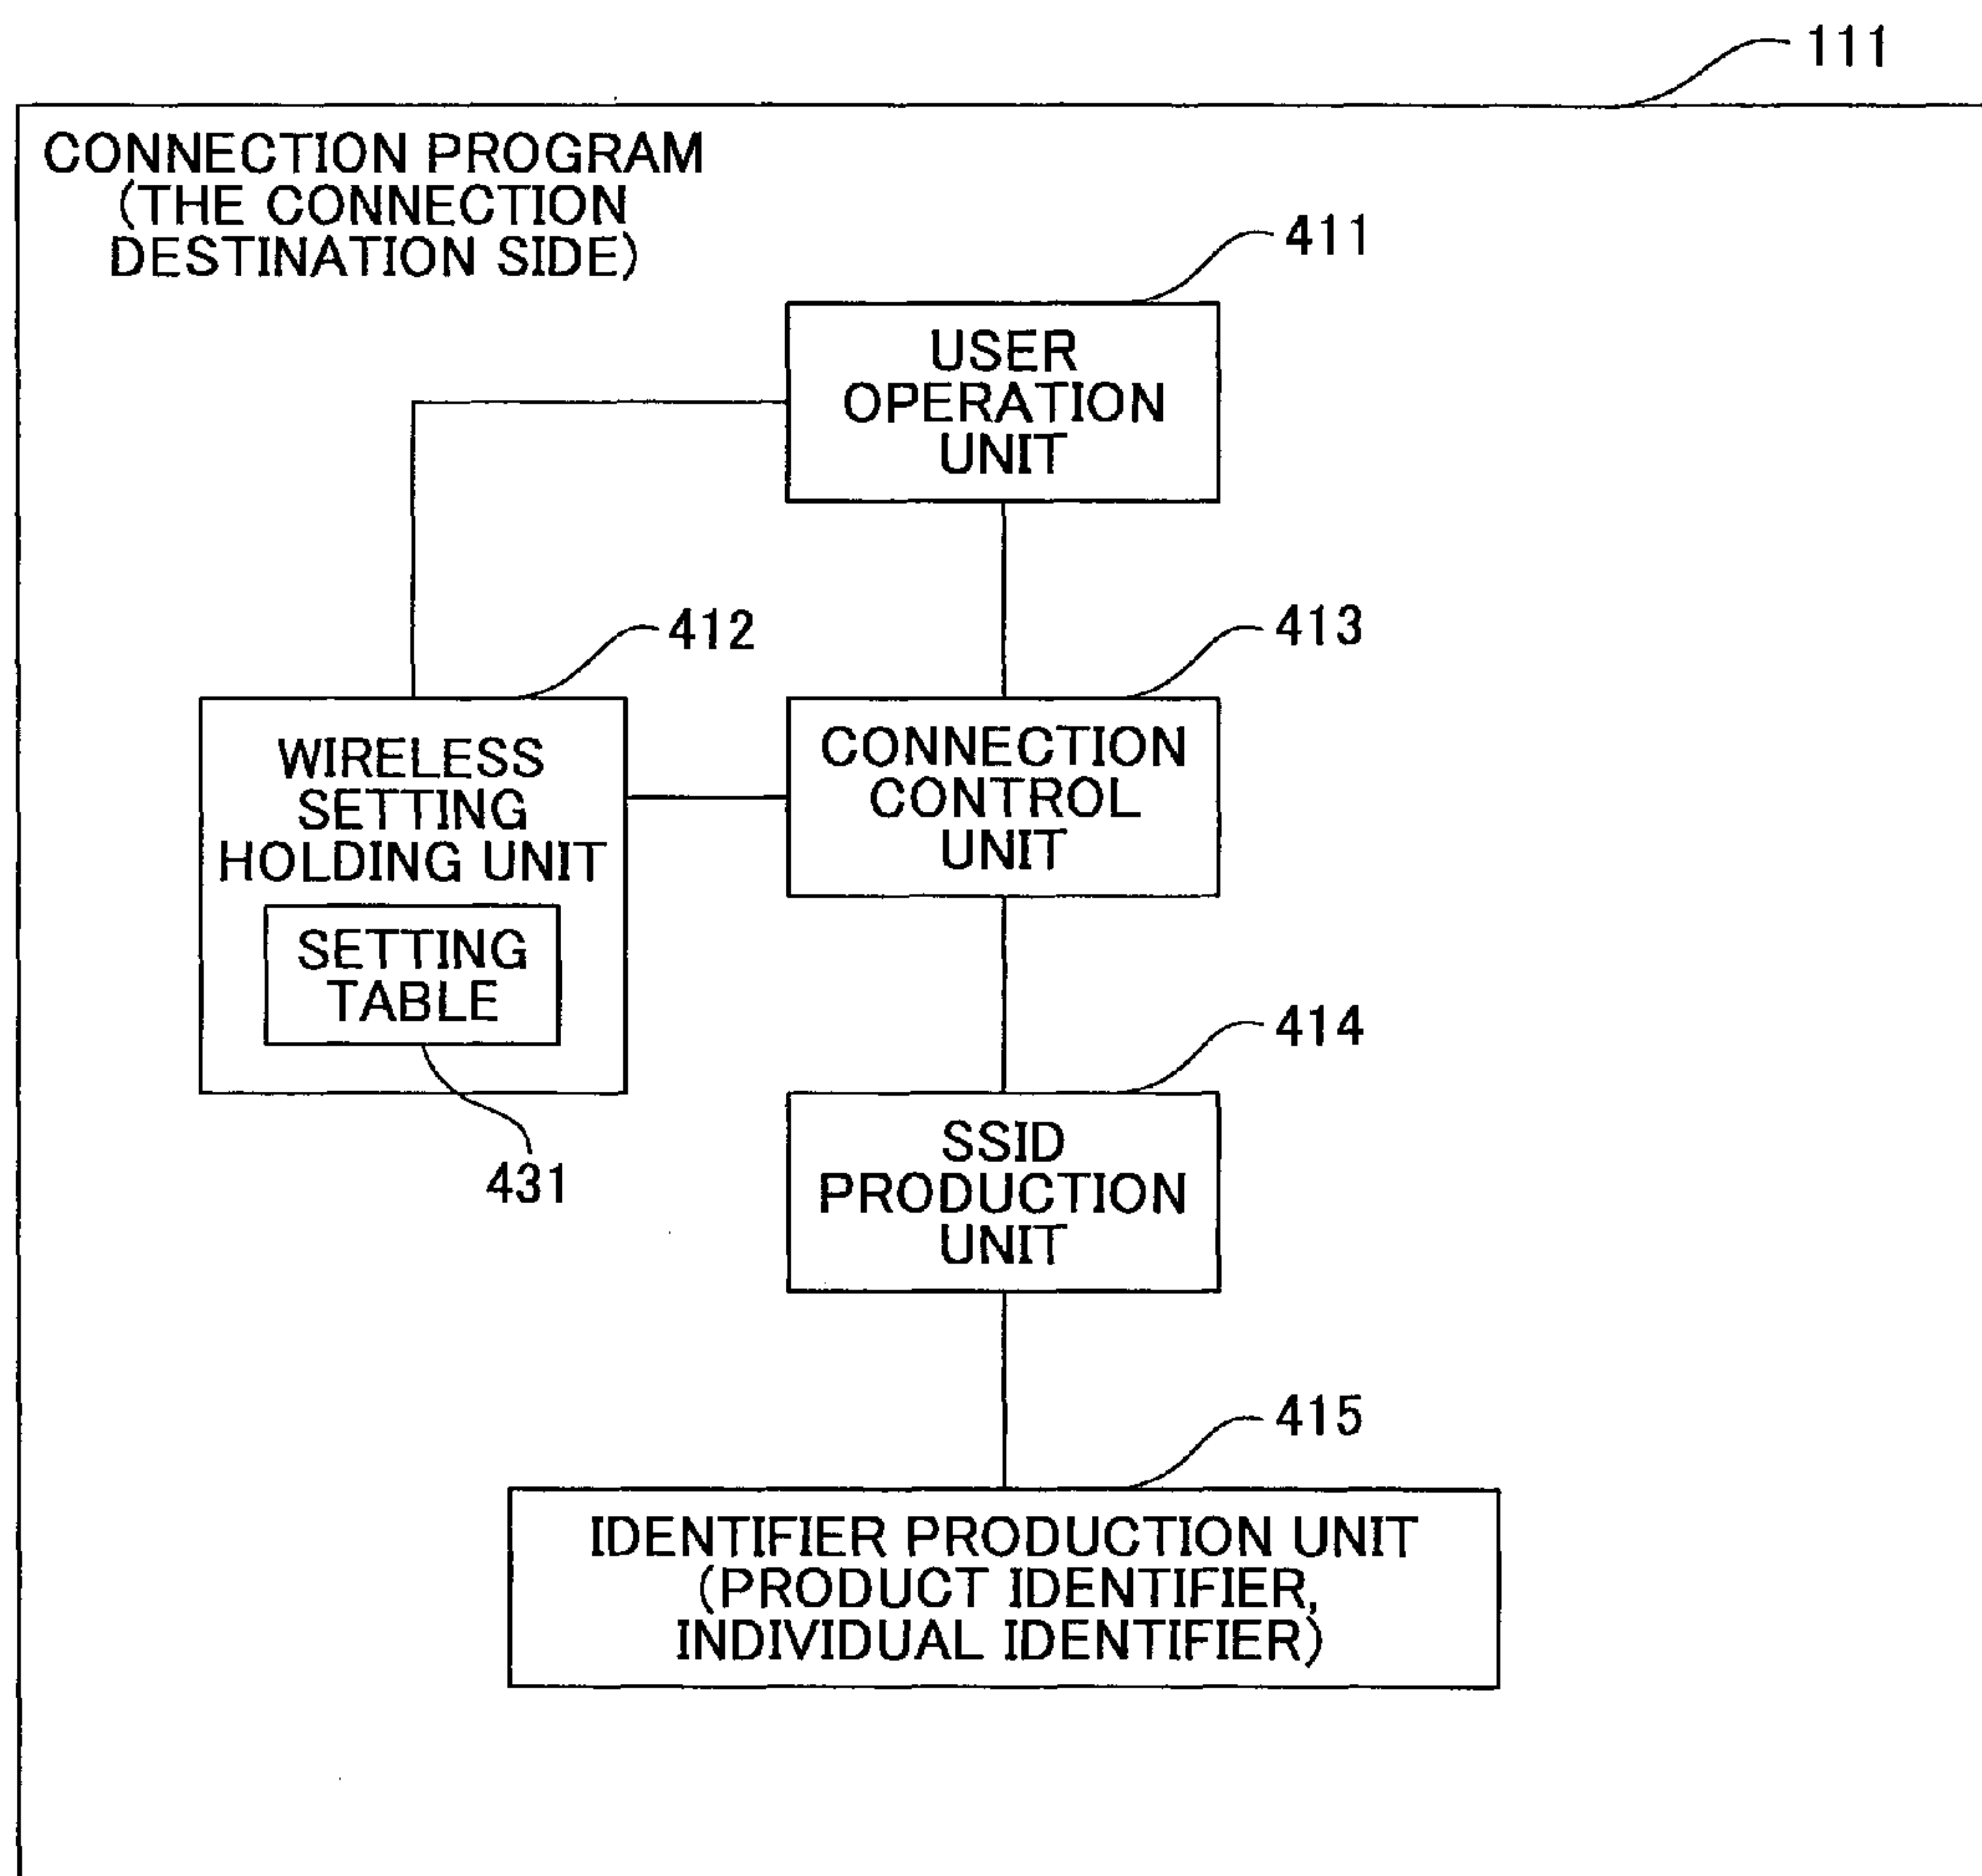 111
CONNECTION PROGRAM
(THE CONNECTION
DESTINATION SIDE)
411
USER
OPERATION
UNIT
412
413
WIRELESS
SETTING
HOLDING UNIT
CONNECTION
CONTROL
UNIT
SETTING
TABLE
414
431
SSID
PRODUCTION
UNIT
415
IDENTIFIER PRODUCTION UNIT
(PRODUCT IDENTIFIER,
INDIVIDUAL IDENTIFIER)